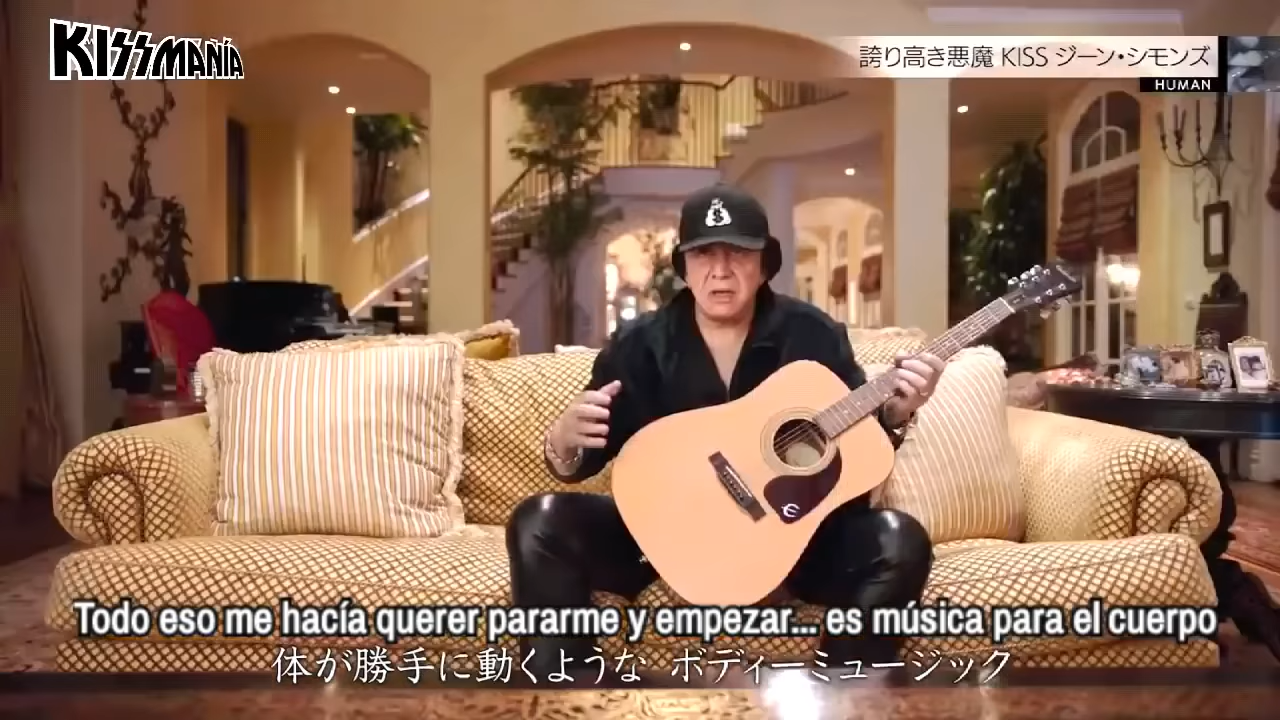 KISSMANÍA
誇り高き悪魔 KISS ジーン・シモンズ
HUMAN
Todo eso me hacía querer pararme y empezar... es música para el cuerpo
体が勝手に動くような ボディーミュージック